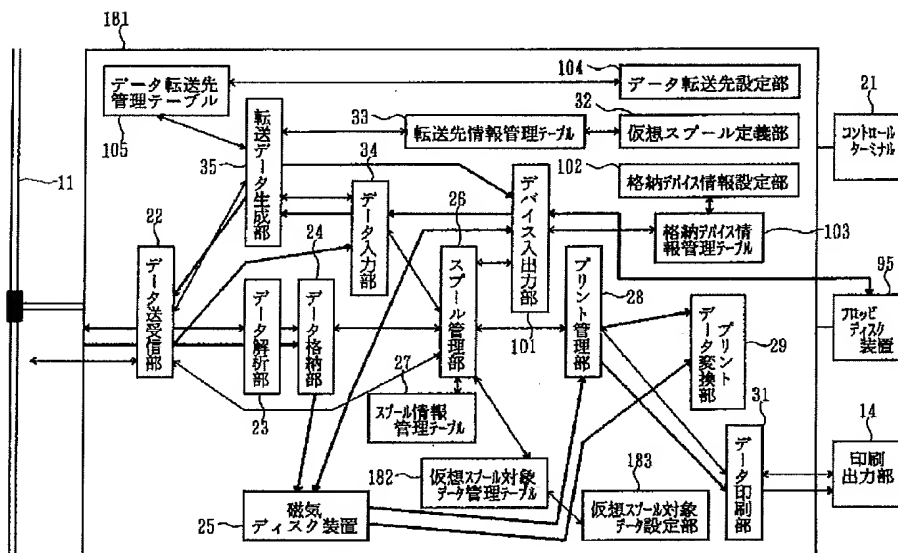 181
データ転送先
管理テーブル
105
104
データ転送先設定部
21
コントロール
ターミナル
33
転送先情報管理テーブル
32
仮想スプール定義部
35
転送データ生成部
34
データ入力部
102
格納デバイス情報設定部
格納デバイス情
報管理テーブル
103
デバイス入出力部
101
11
22
データ送受信部
24
データ格納部
データ解析部
23
26
スプール管理部
27
スプール情報
管理テーブル
28
プリント管理部
プリント
データ変換部
29
95
フロッピ
ディスク
装置
31
データ印刷部
14
印刷
出力部
182
仮想スプール対象
データ管理テーブル
183
仮想スプール対象
データ設定部
25
磁気
ディスク装置